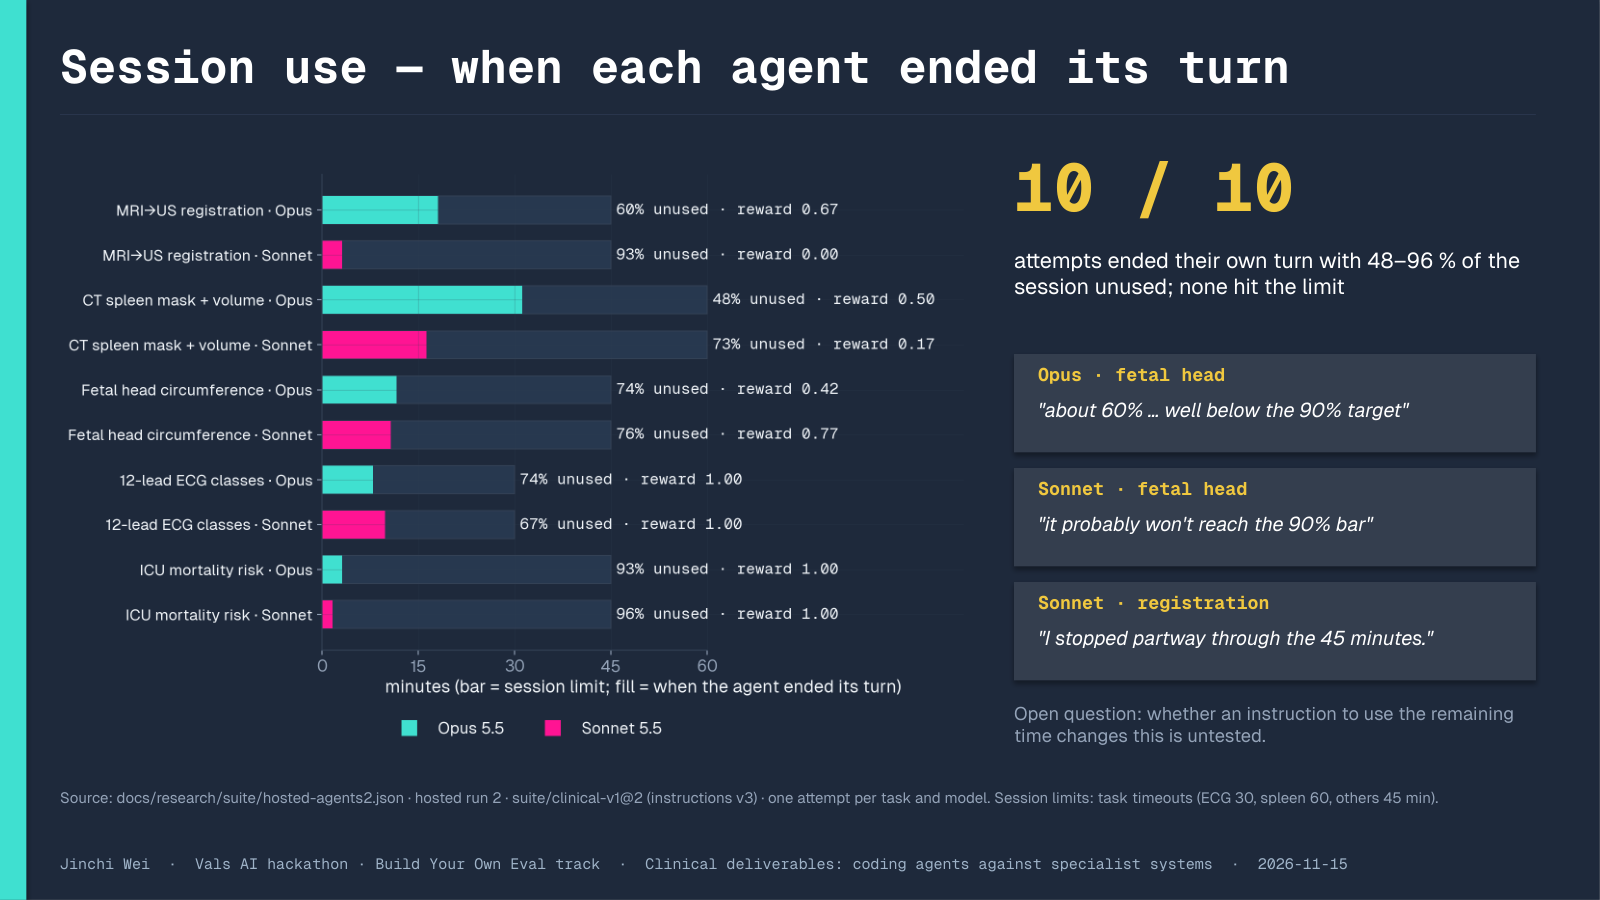 Session use — when each agent ended its turn
MRI→US registration · Opus
60% unused · reward 0.67
MRI→US registration · Sonnet
93% unused · reward 0.00
CT spleen mask + volume · Opus
48% unused · reward 0.50
CT spleen mask + volume · Sonnet
73% unused · reward 0.17
Fetal head circumference · Opus
74% unused · reward 0.42
Fetal head circumference · Sonnet
76% unused · reward 0.77
12-lead ECG classes · Opus
74% unused · reward 1.00
12-lead ECG classes · Sonnet
67% unused · reward 1.00
ICU mortality risk · Opus
93% unused · reward 1.00
ICU mortality risk · Sonnet
96% unused · reward 1.00
0 15 30 45 60
minutes (bar = session limit; fill = when the agent ended its turn)
Opus 5.5 Sonnet 5.5
10 / 10
attempts ended their own turn with 48–96 % of the
session unused; none hit the limit
Opus · fetal head
"about 60% … well below the 90% target"
Sonnet · fetal head
"it probably won't reach the 90% bar"
Sonnet · registration
"I stopped partway through the 45 minutes."
Open question: whether an instruction to use the remaining
time changes this is untested.
Source: docs/research/suite/hosted-agents2.json · hosted run 2 · suite/clinical-v1@2 (instructions v3) · one attempt per task and model. Session limits: task timeouts (ECG 30, spleen 60, others 45 min).
Jinchi Wei · Vals AI hackathon · Build Your Own Eval track · Clinical deliverables: coding agents against specialist systems · 2026-11-15